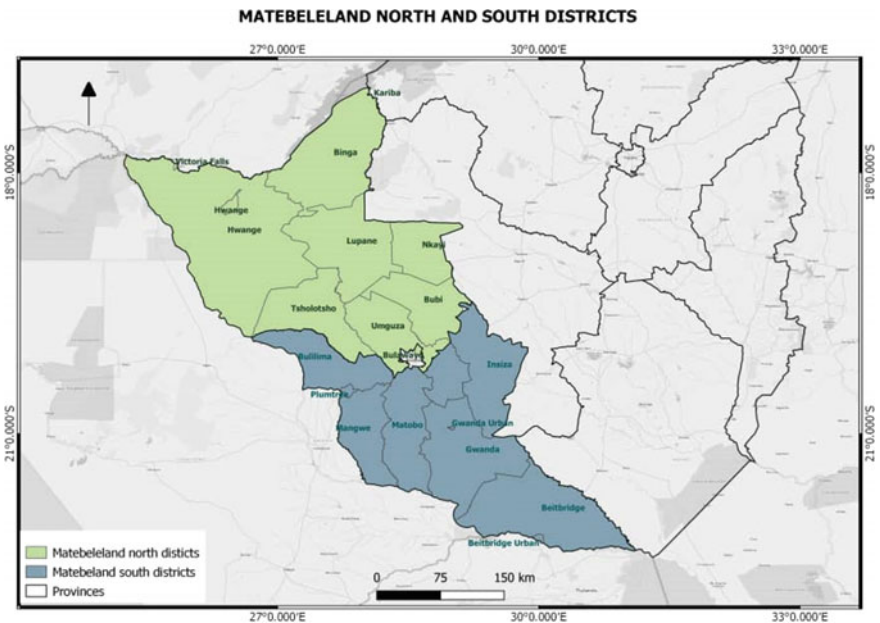 MATEBELELAND NORTH AND SOUTH DISTRICTS
27°0.000'E 30°0.000'E 33°0.000'E
18°0.000'S 18°0.000'S
Kariba
Binga
Victoria Falls
Hwange
Hwange
Lupane
Nkayi
Tsholotsho
Bubi
Umguza
Bulawayo
Bulilima
Insiza
Plumtree
Mangwe
Matobo
Gwanda Urban
21°0.000'S 21°0.000'S
Gwanda
Beitbridge
Beitbridge Urban
Matebeleland north disticts
Matebeland south districts
Provinces
0 75 150 km
27°0.000'E 30°0.000'E 33°0.000'E